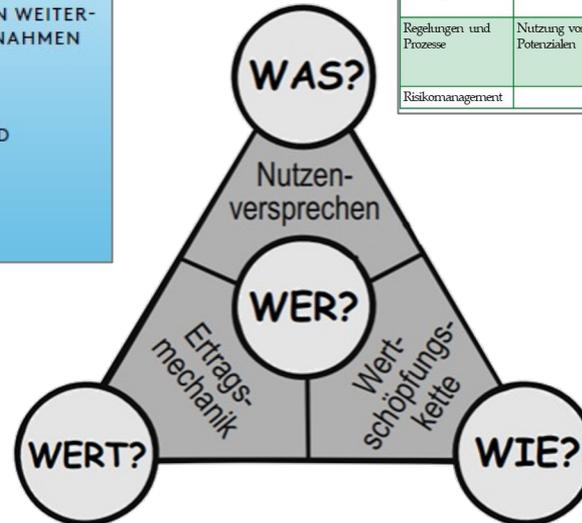 N WEITER-
NAHMEN
D
Regelungen und
Prozesse
Nutzung
Potenzialen
Risikomanagement
WAS?
Nutzen-
versprechen
WER?
Ertrags-
mechanik
Wert-
schöpfungs-
kette
WERT?
WIE?